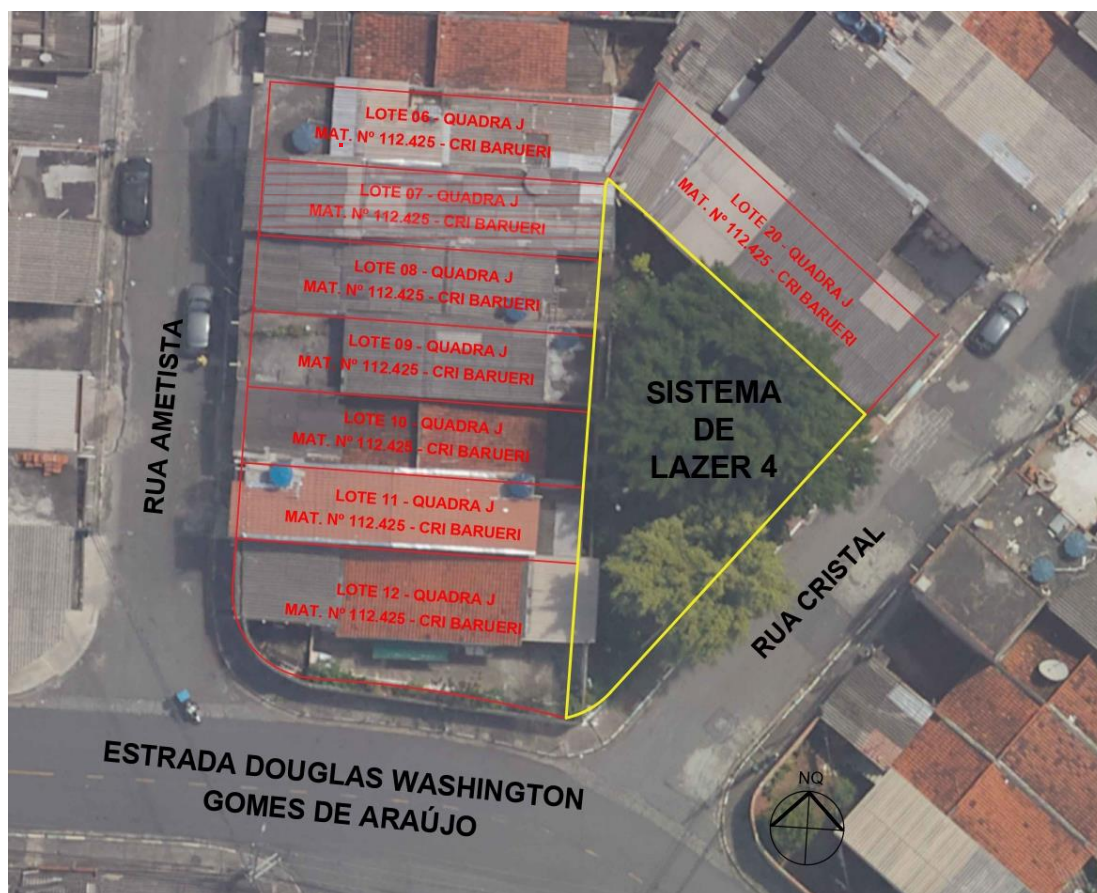 LOTE 06 - QUADRA J
MAT. Nº 112.425 - CRI BARUERI
LOTE 07 - QUADRA J
MAT. Nº 112.425 - CRI BARUERI
LOTE 08 - QUADRA J
MAT. Nº 112.425 - CRI BARUERI
LOTE 09 - QUADRA J
MAT. Nº 112.425 - CRI BARUERI
LOTE 10 - QUADRA J
MAT. Nº 112.425 - CRI BARUERI
LOTE 11 - QUADRA J
MAT. Nº 112.425 - CRI BARUERI
LOTE 12 - QUADRA J
MAT. Nº 112.425 - CRI BARUERI
LOTE 20 - QUADRA J
MAT. Nº 112.425 - CRI BARUERI
SISTEMA
DE
LAZER 4
RUA AMETISTA
RUA CRISTAL
ESTRADA DOUGLAS WASHINGTON
GOMES DE ARAÚJO
NQ